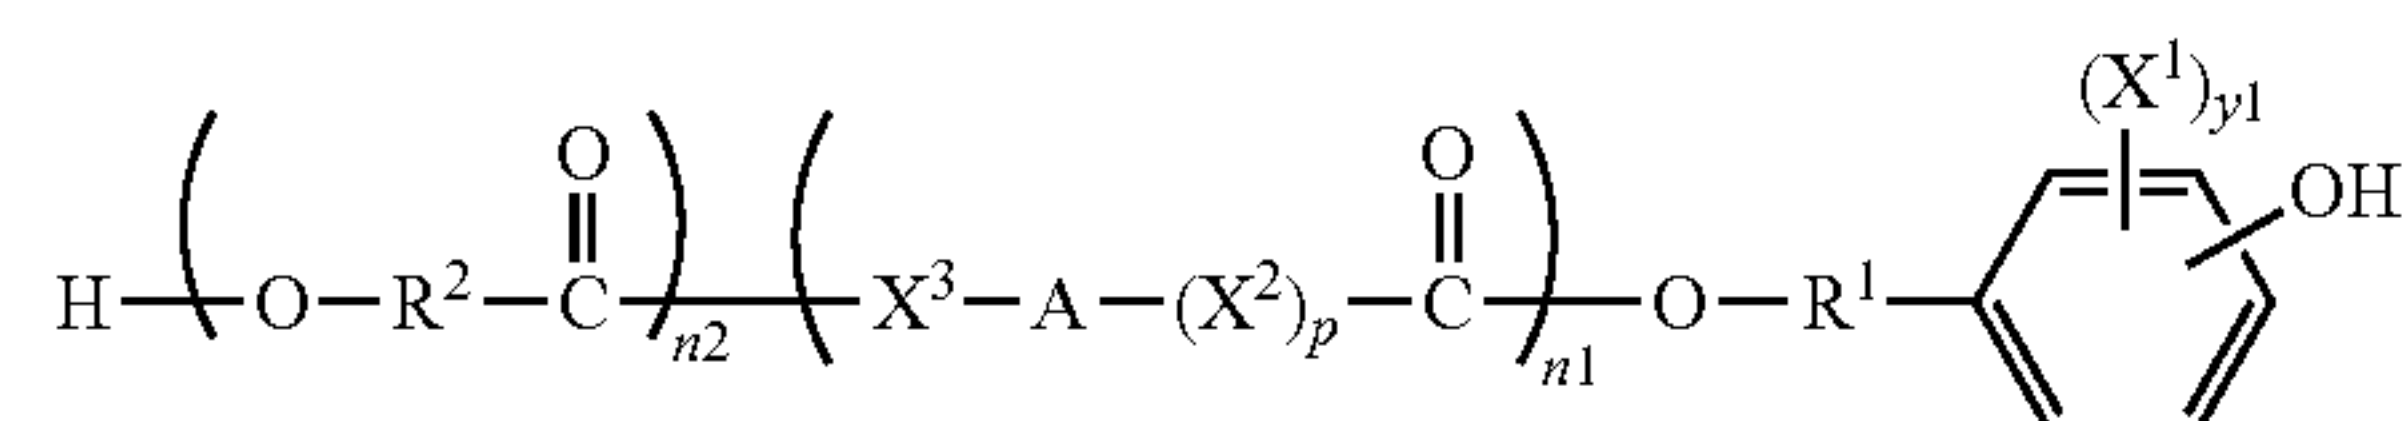 (X¹)y1
O O OH
H—(O—R²—C)n2—(X³—A—(X²)p—C)n1—O—R¹